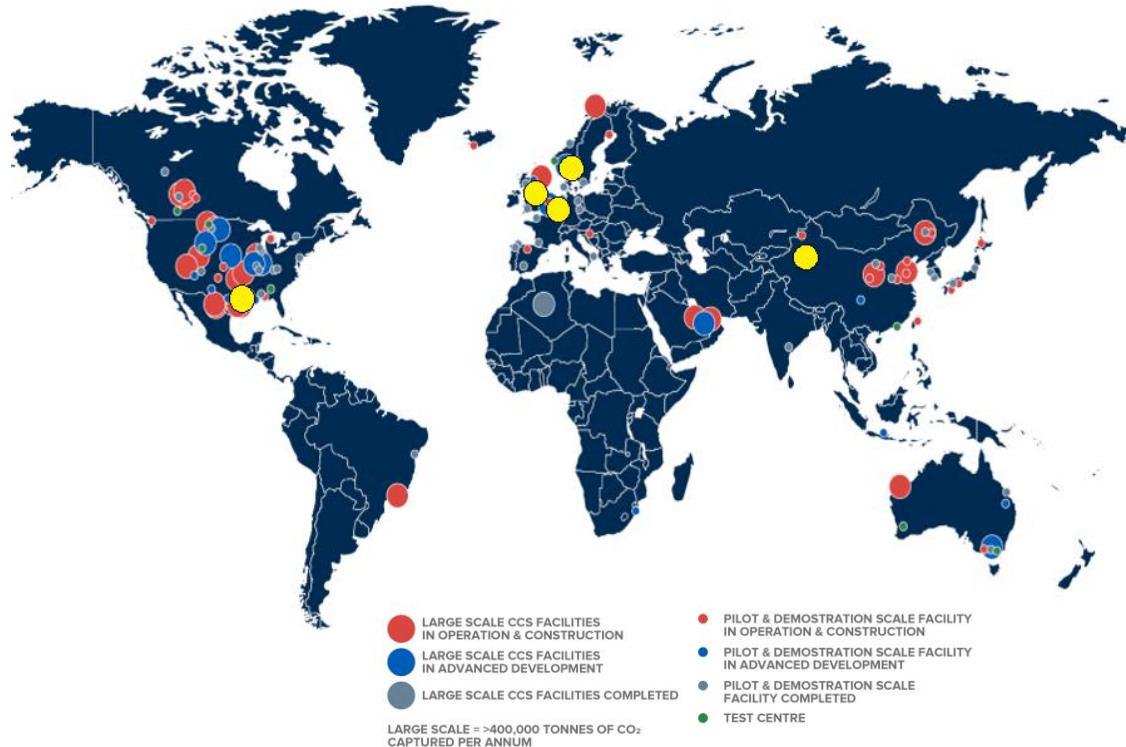 LARGE SCALE CCS FACILITIES
IN OPERATION & CONSTRUCTION
LARGE SCALE CCS FACILITIES
IN ADVANCED DEVELOPMENT
LARGE SCALE CCS FACILITIES COMPLETED
LARGE SCALE = >400,000 TONNES OF CO₂
CAPTURED PER ANNUM
PILOT & DEMOSTRATION SCALE FACILITY
IN OPERATION & CONSTRUCTION
PILOT & DEMOSTRATION SCALE FACILITY
IN ADVANCED DEVELOPMENT
PILOT & DEMOSTRATION SCALE
FACILITY COMPLETED
TEST CENTRE